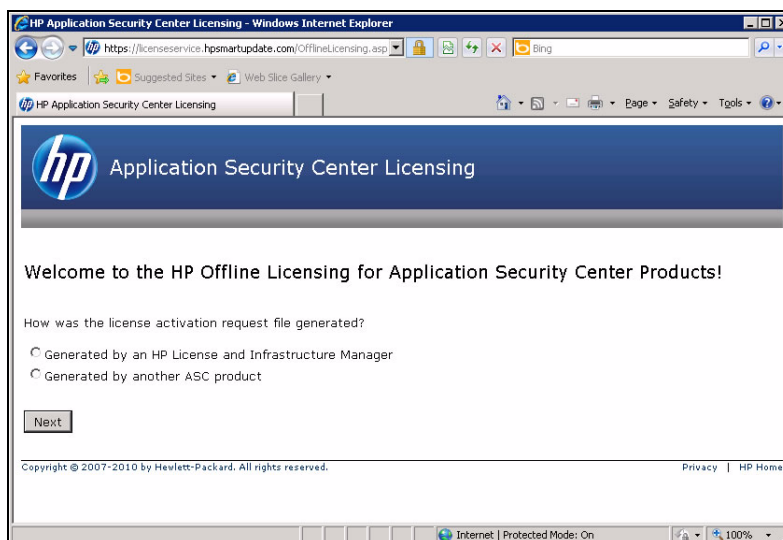 HP Application Security Center Licensing - Windows Internet Explorer
https://licenseservice.hpsmartupdate.com/OfflineLicensing.asp
Bing
Favorites
Suggested Sites
Web Slice Gallery
HP Application Security Center Licensing
Page
Safety
Tools
hp
Application Security Center Licensing
Welcome to the HP Offline Licensing for Application Security Center Products!
How was the license activation request file generated?
Generated by an HP License and Infrastructure Manager
Generated by another ASC product
Next
Copyright © 2007-2010 by Hewlett-Packard. All rights reserved.
Privacy | HP Home
Internet | Protected Mode: On
100%